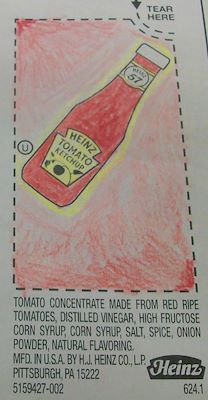 TEAR
HERE
HEINZ
57
HEINZ
TOMATO
KETCHUP
U
TOMATO CONCENTRATE MADE FROM RED RIPE
TOMATOES, DISTILLED VINEGAR, HIGH FRUCTOSE
CORN SYRUP, CORN SYRUP, SALT, SPICE, ONION
POWDER, NATURAL FLAVORING.
MFD. IN U.S.A. BY H.J. HEINZ CO., L.P.
PITTSBURGH, PA 15222
Heinz
5159427-002 624.1